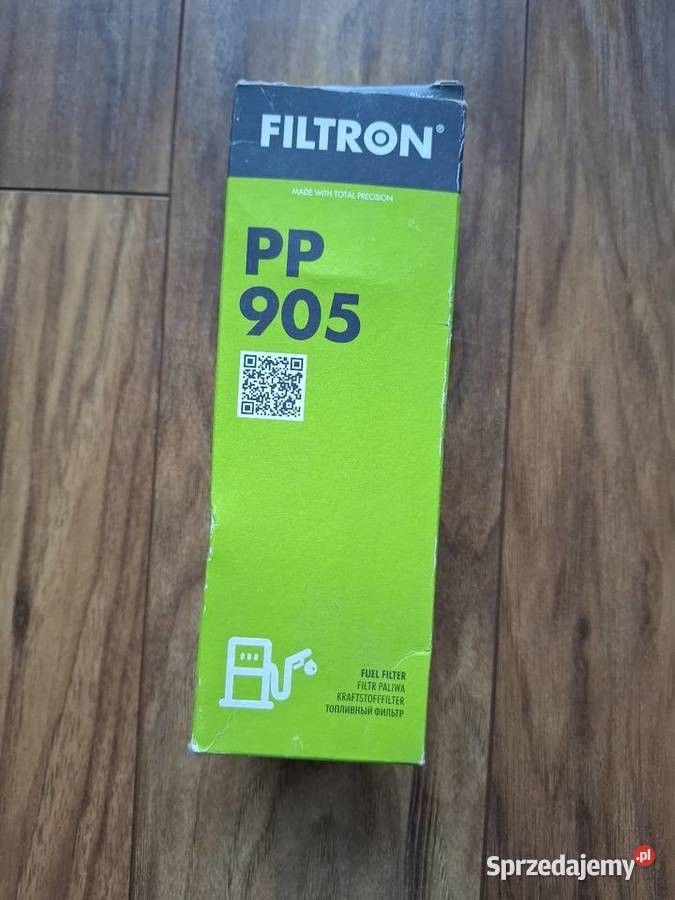 FILTRON®
MADE WITH TOTAL PRECISION
PP
905
FUEL FILTER
FILTR PALIWA
KRAFTSTOFFFILTER
ТОПЛИВНЫЙ ФИЛЬТР
Sprzedajemy.pl